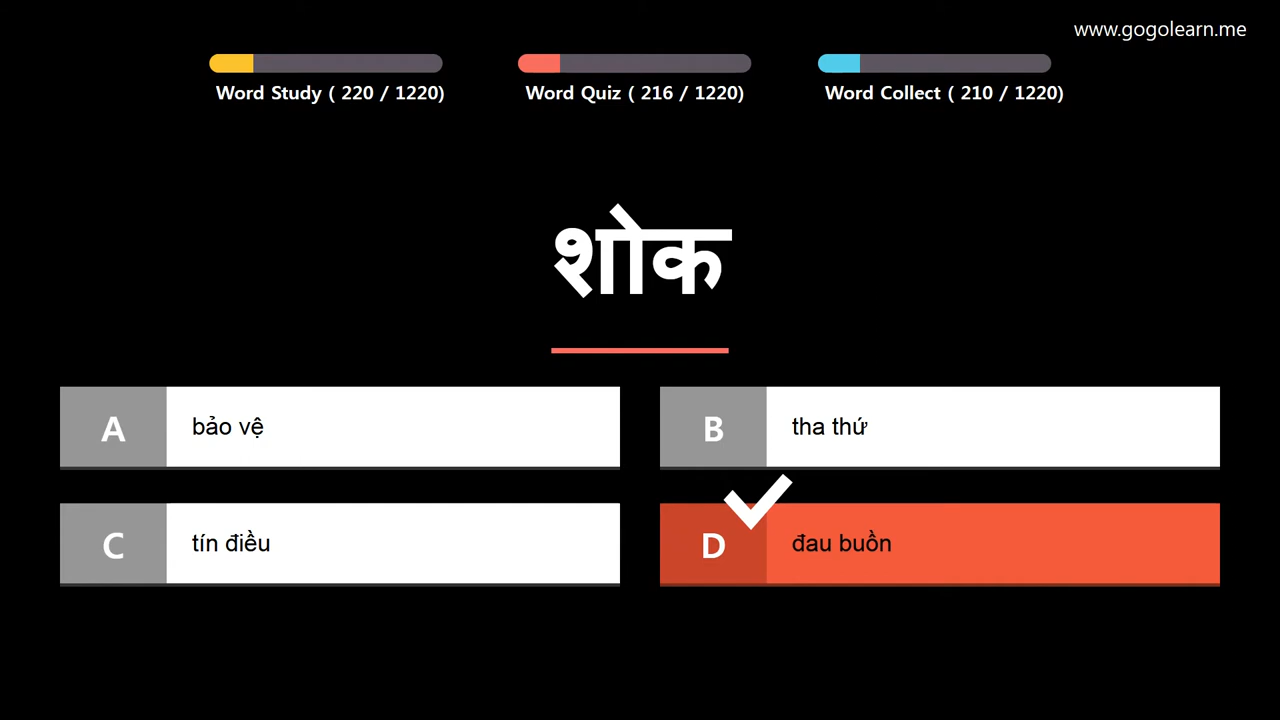 www.gogolearn.me
Word Study ( 220 / 1220)
Word Quiz ( 216 / 1220)
Word Collect ( 210 / 1220)
शोक
A bảo vệ
B tha thứ
C tín điều
D đau buồn